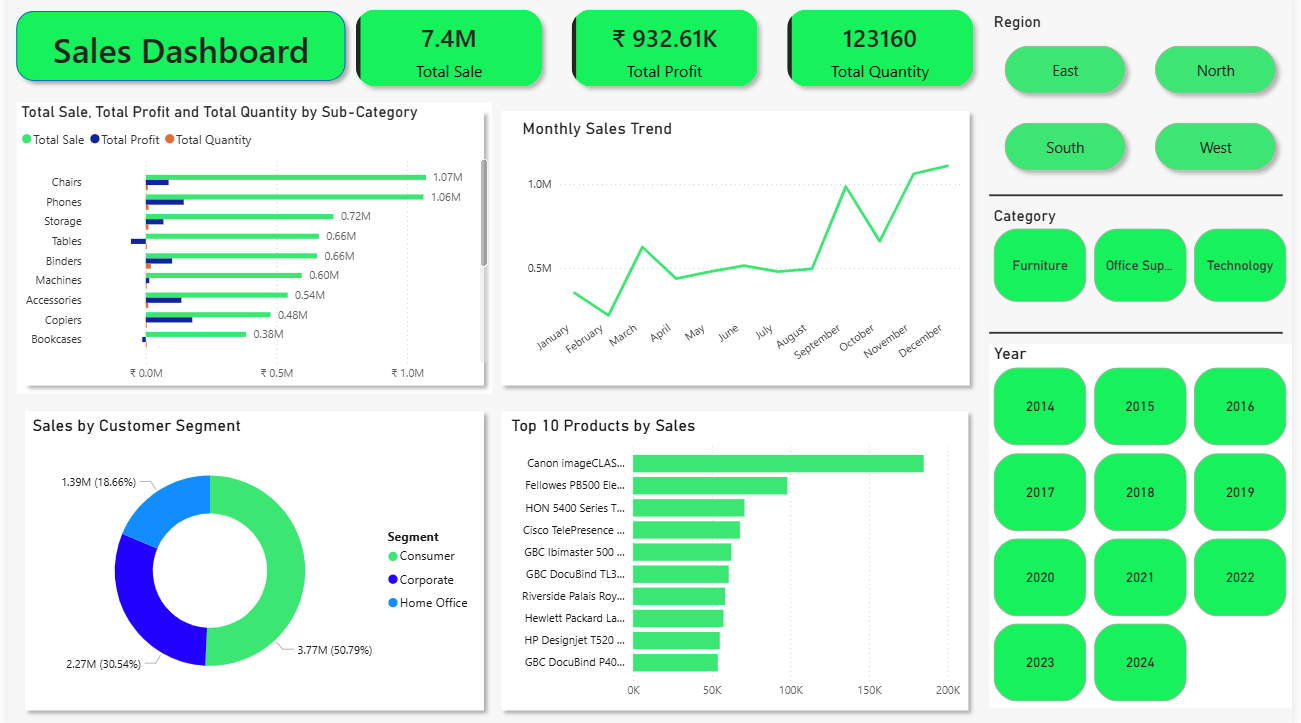 Sales Dashboard
7.4M
Total Sale
₹ 932.61K
Total Profit
123160
Total Quantity
Total Sale, Total Profit and Total Quantity by Sub-Category
Total Sale Total Profit Total Quantity
Chairs 1.07M
Phones 1.06M
Storage 0.72M
Tables 0.66M
Binders 0.66M
Machines 0.60M
Accessories 0.54M
Copiers 0.48M
Bookcases 0.38M
₹ 0.0M ₹ 0.5M ₹ 1.0M
Monthly Sales Trend
1.0M
0.5M
January February March April May June July August September October November December
Sales by Customer Segment
1.39M (18.66%)
2.27M (30.54%)
3.77M (50.79%)
Segment
Consumer
Corporate
Home Office
Top 10 Products by Sales
Canon imageCLAS...
Fellowes PB500 Ele...
HON 5400 Series T...
Cisco TelePresence ...
GBC Ibimaster 500 ...
GBC DocuBind TL3...
Riverside Palais Roy...
Hewlett Packard La...
HP Designjet T520 ...
GBC DocuBind P40...
0K 50K 100K 150K 200K
Region
East North
South West
Category
Furniture Office Sup... Technology
Year
2014 2015 2016
2017 2018 2019
2020 2021 2022
2023 2024